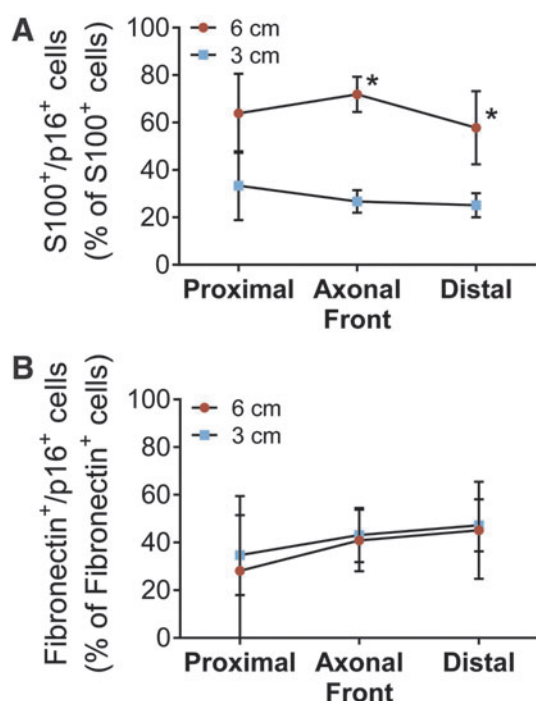 A
S100⁺/p16⁺ cells
(% of S100⁺ cells)
100
80
60
40
20
0
6 cm
3 cm
*
*
Proximal
Axonal
Front
Distal
B
Fibronectin⁺/p16⁺ cells
(% of Fibronectin⁺ cells)
100
80
60
40
20
0
6 cm
3 cm
Proximal
Axonal
Front
Distal